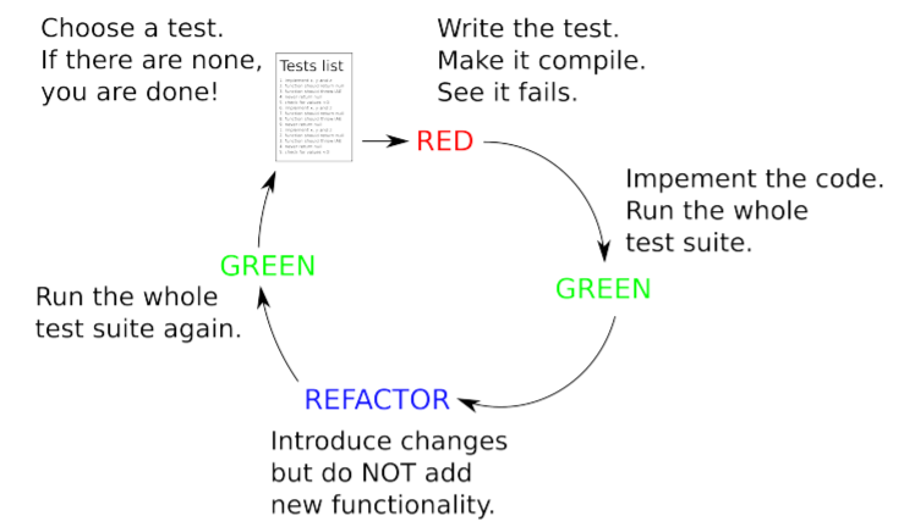 Choose a test.
If there are none,
you are done!
Tests list
Write the test.
Make it compile.
See it fails.
RED
Impement the code.
Run the whole
test suite.
GREEN
REFACTOR
Introduce changes
but do NOT add
new functionality.
GREEN
Run the whole
test suite again.